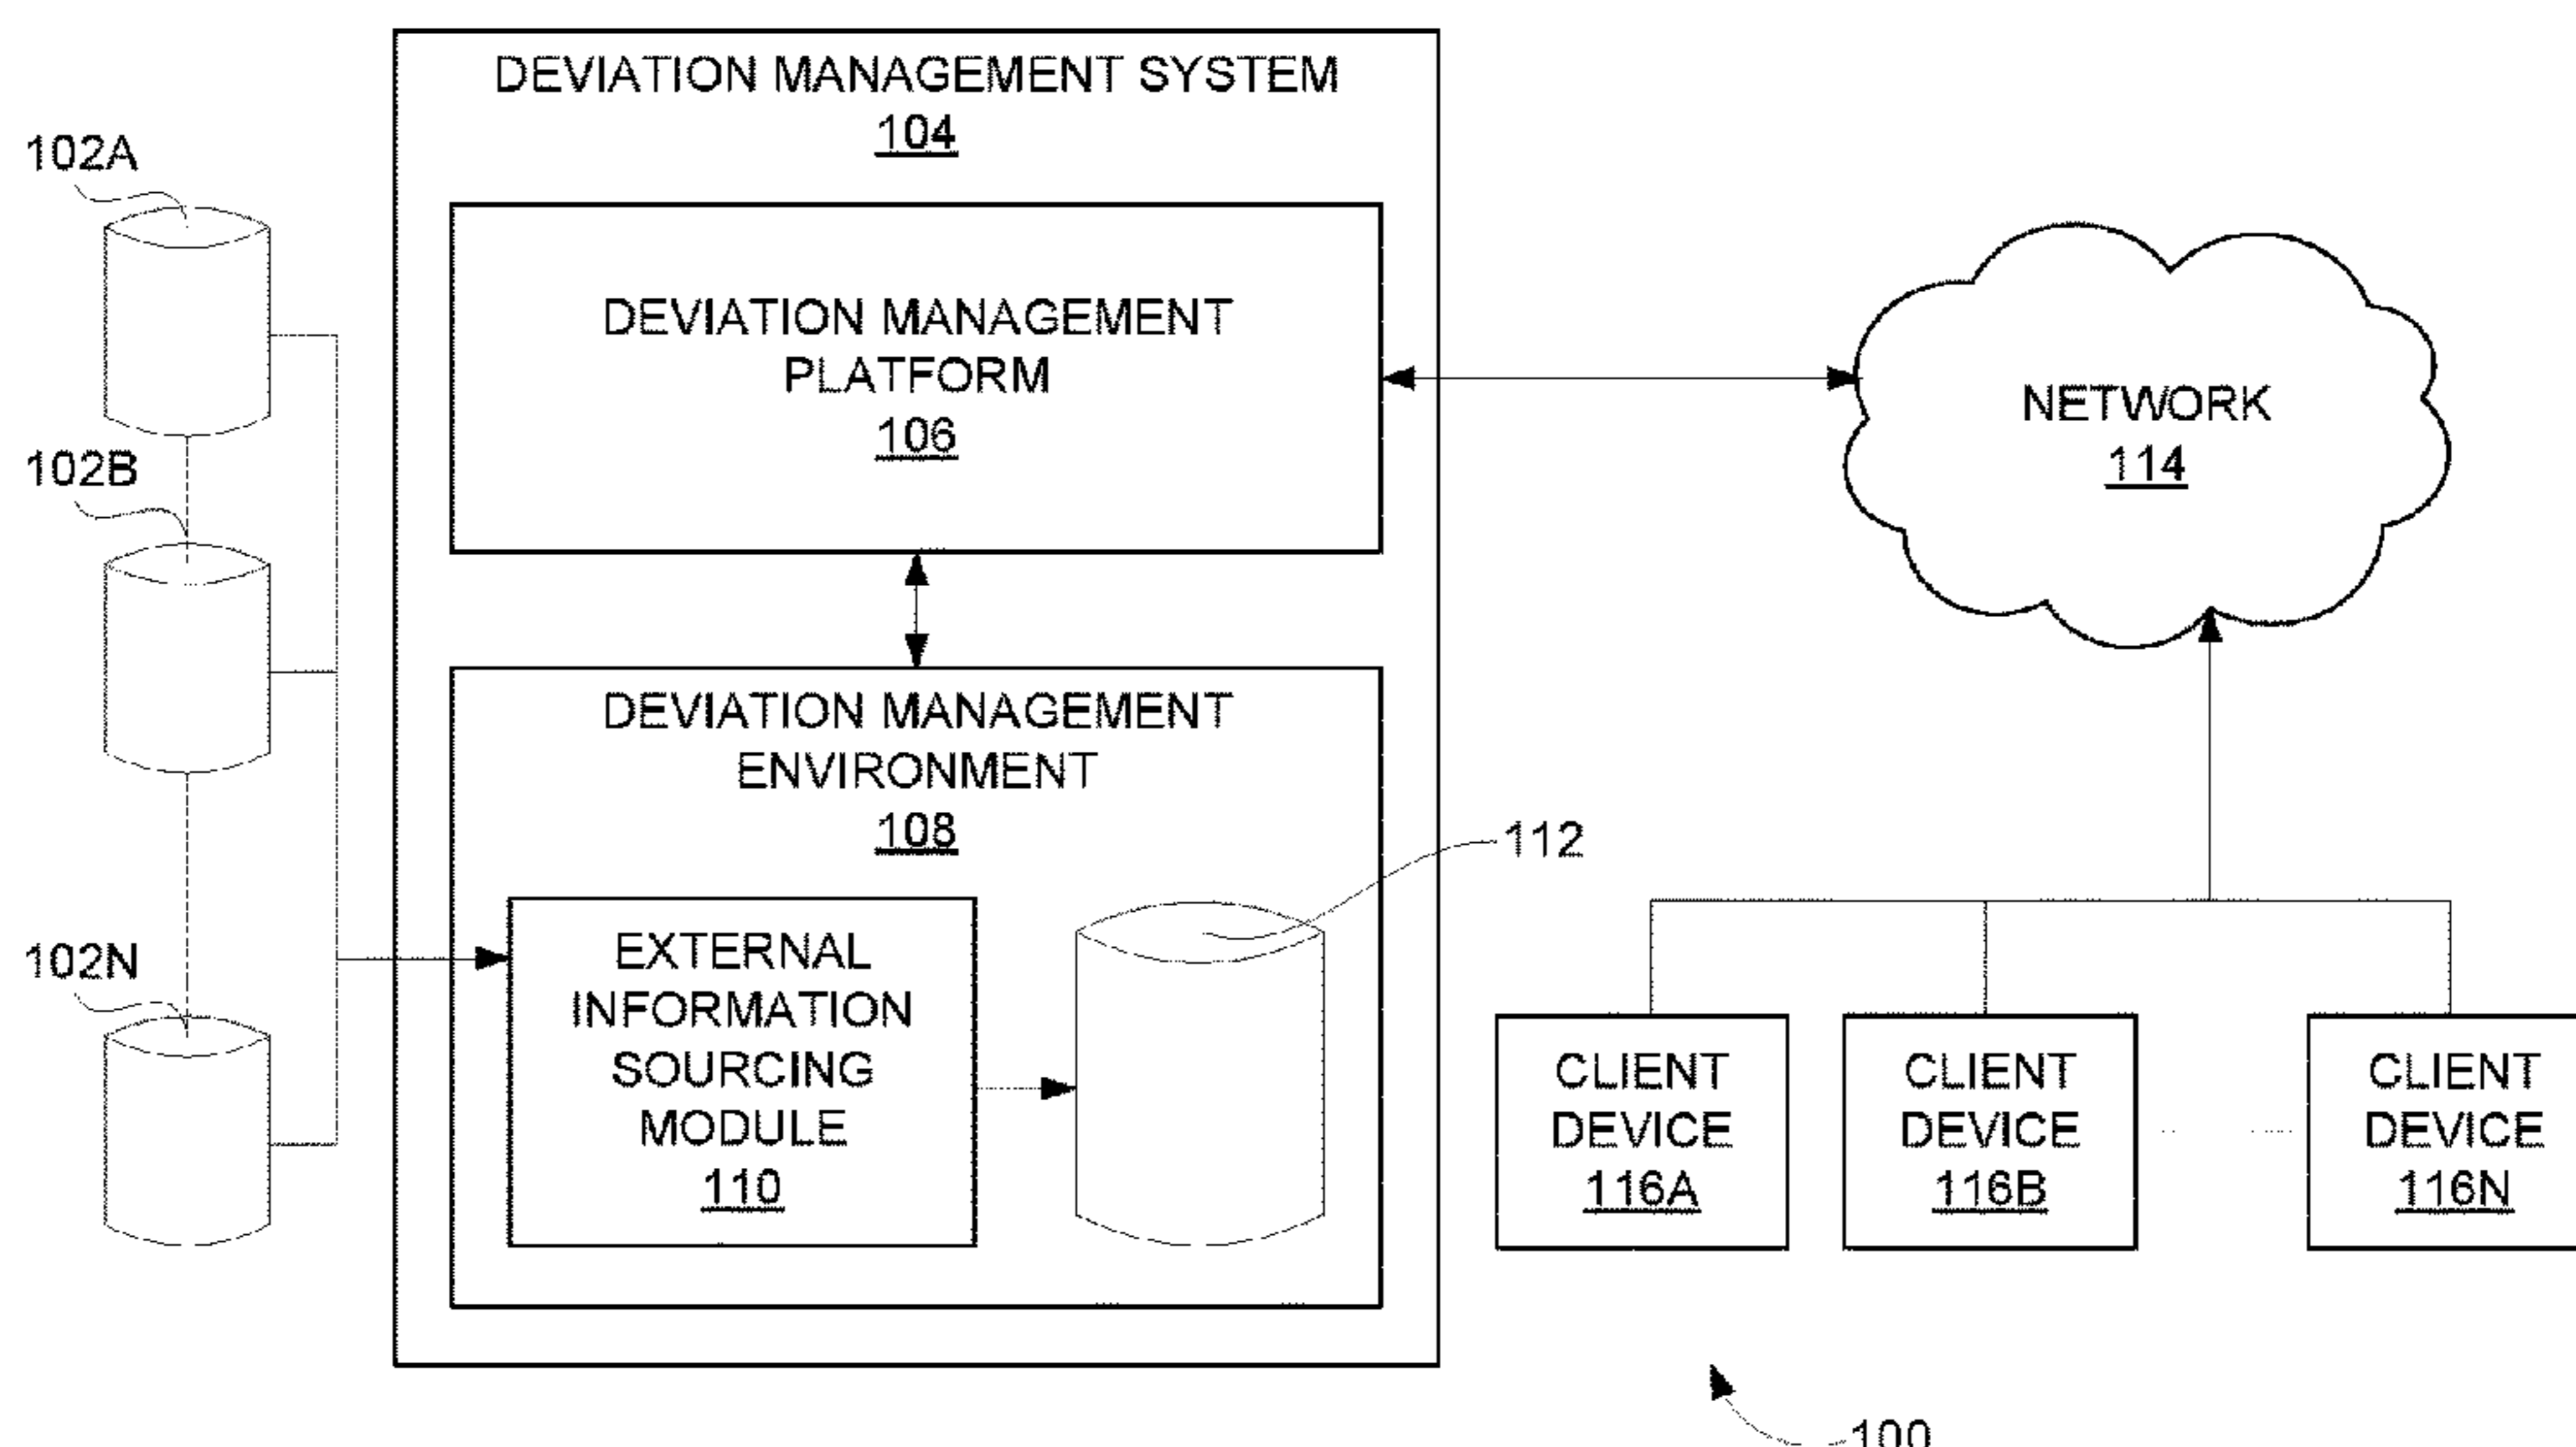 DEVIATION MANAGEMENT SYSTEM
104
102A
DEVIATION MANAGEMENT
PLATFORM
106
102B
NETWORK
114
DEVIATION MANAGEMENT
ENVIRONMENT
108
112
102N
EXTERNAL
INFORMATION
SOURCING
MODULE
110
CLIENT
DEVICE
116A
CLIENT
DEVICE
116B
CLIENT
DEVICE
116N
100